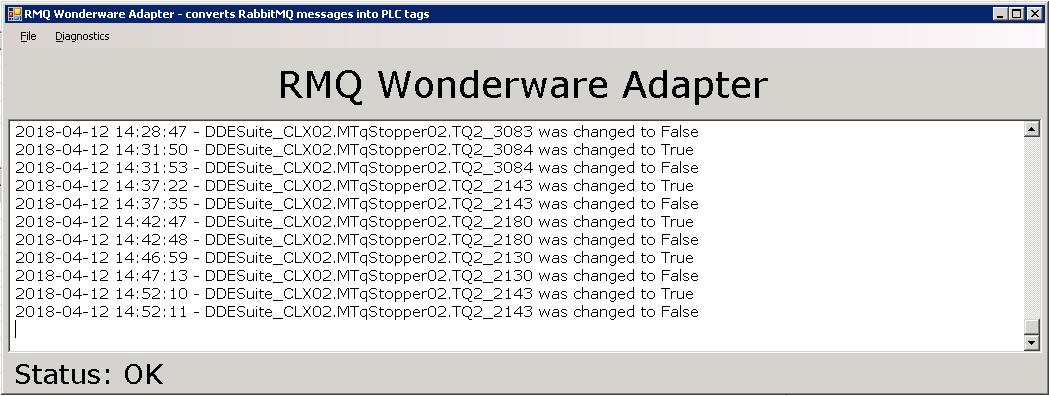 RMQ Wonderware Adapter - converts RabbitMQ messages into PLC tags
File Diagnostics
RMQ Wonderware Adapter
2018-04-12 14:28:47 - DDESuite_CLX02.MTqStopper02.TQ2_3083 was changed to False
2018-04-12 14:31:50 - DDESuite_CLX02.MTqStopper02.TQ2_3084 was changed to True
2018-04-12 14:31:53 - DDESuite_CLX02.MTqStopper02.TQ2_3084 was changed to False
2018-04-12 14:37:22 - DDESuite_CLX02.MTqStopper02.TQ2_2143 was changed to True
2018-04-12 14:37:35 - DDESuite_CLX02.MTqStopper02.TQ2_2143 was changed to False
2018-04-12 14:42:47 - DDESuite_CLX02.MTqStopper02.TQ2_2180 was changed to True
2018-04-12 14:42:48 - DDESuite_CLX02.MTqStopper02.TQ2_2180 was changed to False
2018-04-12 14:46:59 - DDESuite_CLX02.MTqStopper02.TQ2_2130 was changed to True
2018-04-12 14:47:13 - DDESuite_CLX02.MTqStopper02.TQ2_2130 was changed to False
2018-04-12 14:52:10 - DDESuite_CLX02.MTqStopper02.TQ2_2143 was changed to True
2018-04-12 14:52:11 - DDESuite_CLX02.MTqStopper02.TQ2_2143 was changed to False
Status: OK